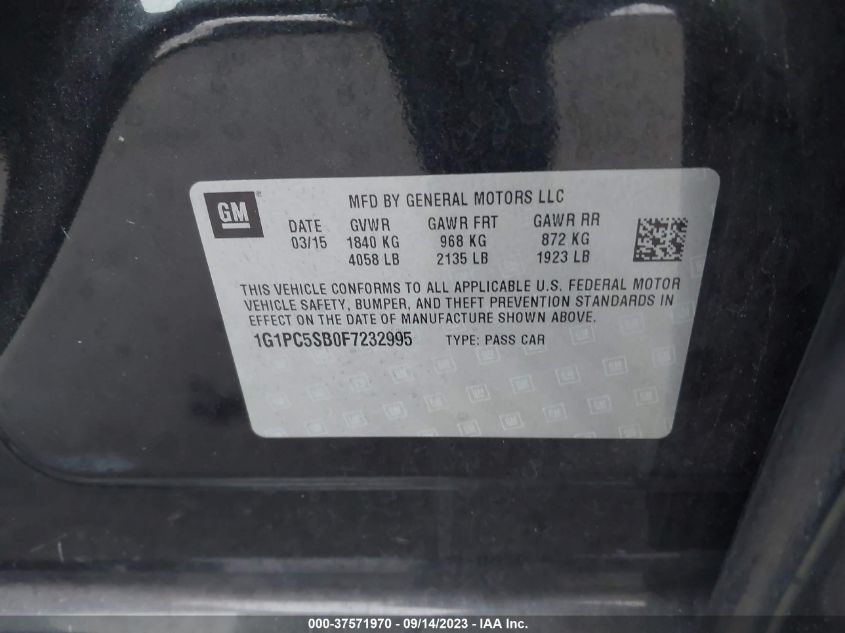 GM
MFD BY GENERAL MOTORS LLC
DATE GVWR GAWR FRT GAWR RR
03/15 1840 KG 968 KG 872 KG
4058 LB 2135 LB 1923 LB
THIS VEHICLE CONFORMS TO ALL APPLICABLE U.S. FEDERAL MOTOR
VEHICLE SAFETY, BUMPER, AND THEFT PREVENTION STANDARDS IN
EFFECT ON THE DATE OF MANUFACTURE SHOWN ABOVE.
1G1PC5SB0F7232995 TYPE: PASS CAR
000-37571970 - 09/14/2023 - IAA Inc.